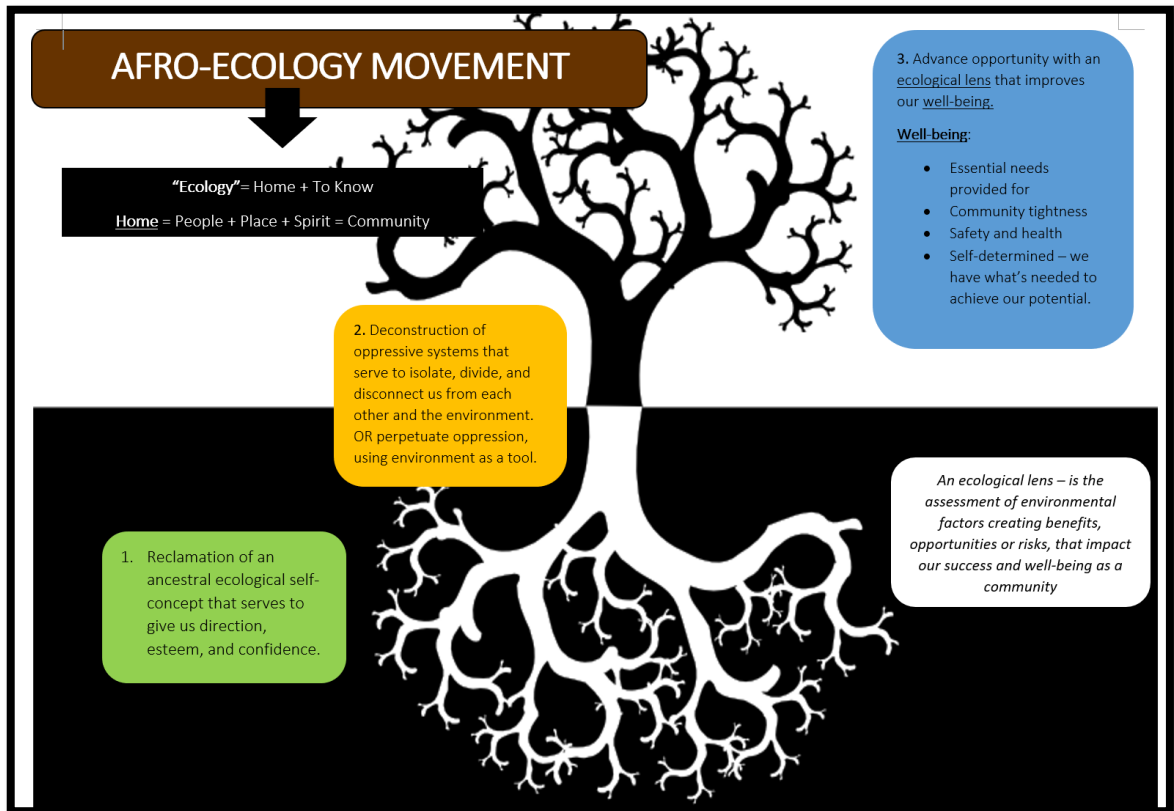 AFRO-ECOLOGY MOVEMENT
“Ecology”= Home + To Know
Home = People + Place + Spirit = Community
3. Advance opportunity with an
ecological lens that improves
our well-being.
Well-being:
• Essential needs
provided for
• Community tightness
• Safety and health
• Self-determined – we
have what’s needed to
achieve our potential.
2. Deconstruction of
oppressive systems that
serve to isolate, divide, and
disconnect us from each
other and the environment.
OR perpetuate oppression,
using environment as a tool.
An ecological lens – is the
assessment of environmental
factors creating benefits,
opportunities or risks, that impact
our success and well-being as a
community
1. Reclamation of an
ancestral ecological self-
concept that serves to
give us direction,
esteem, and confidence.